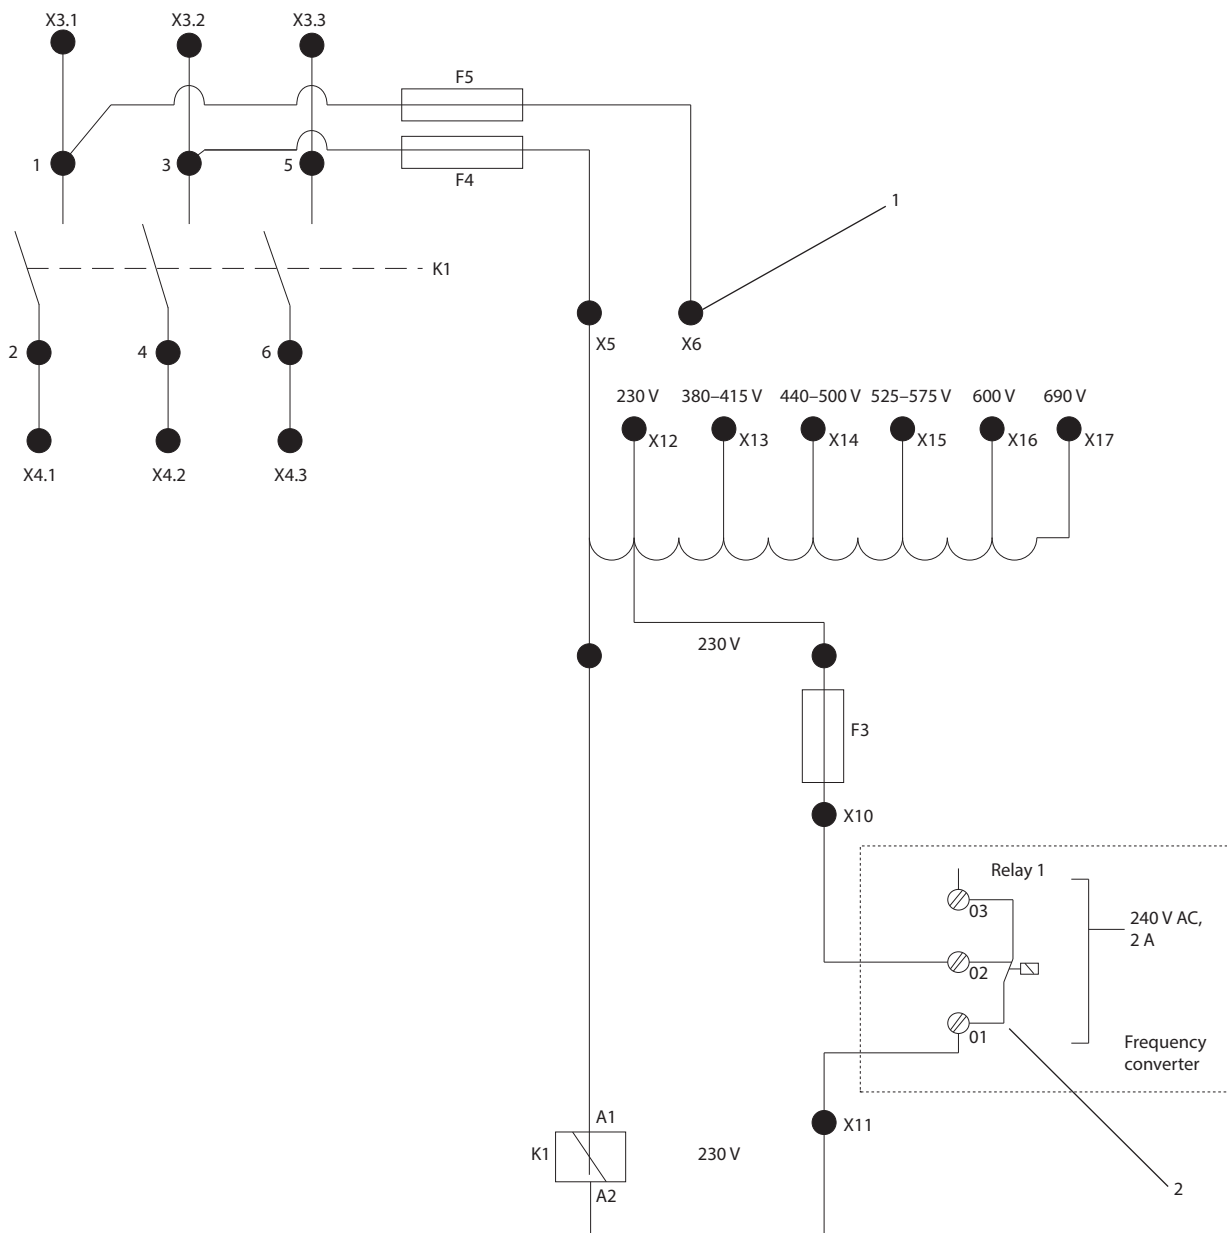 X3.1 X3.2 X3.3
F5
1 3 5
F4
1
K1
X5 X6
2 4 6
230 V 380–415 V 440–500 V 525–575 V 600 V 690 V
X12 X13 X14 X15 X16 X17
X4.1 X4.2 X4.3
230 V
F3
X10
Relay 1
03
240 V AC,
2 A
02
01
Frequency
converter
A1
X11
K1
230 V
A2
2